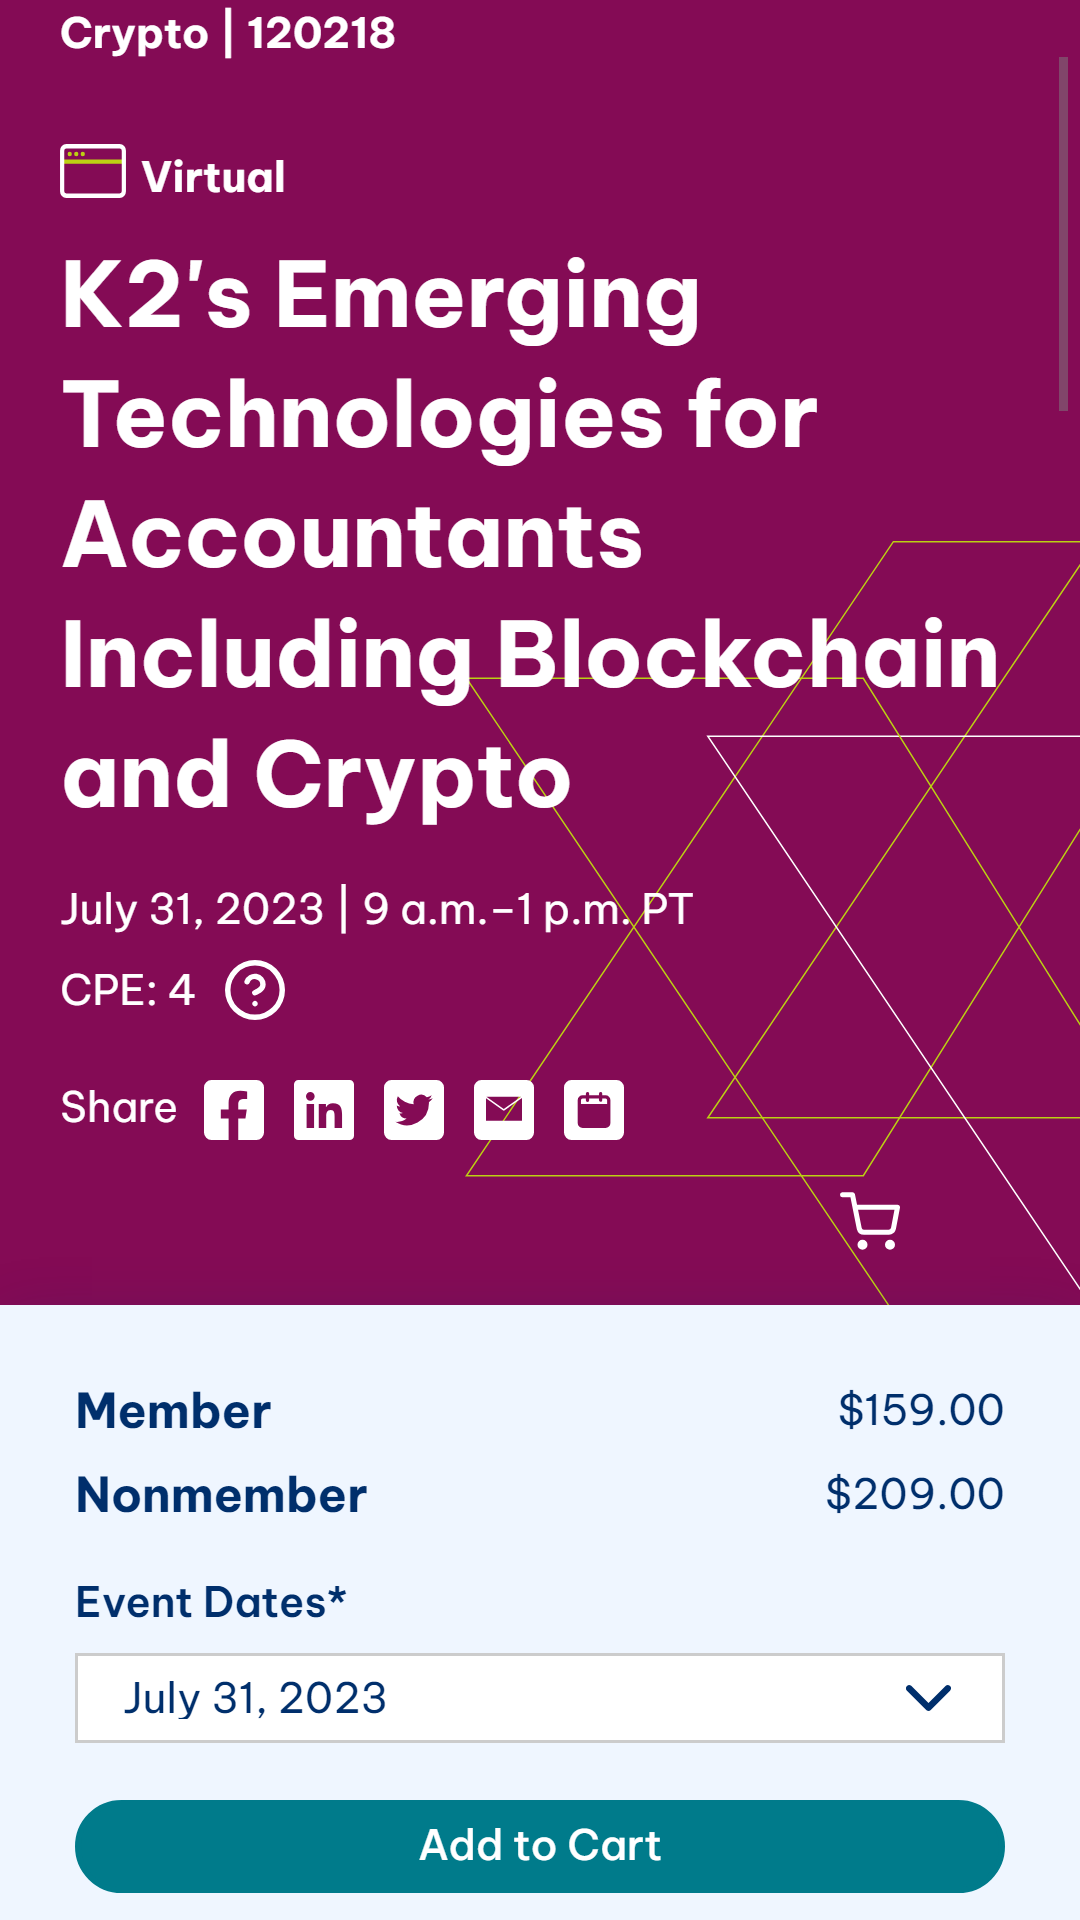 Crypto | 120218
Virtual
K2's Emerging
Technologies for
Accountants
Including Blockchain
and Crypto
July 31, 2023 | 9 a.m.–1 p.m. PT
CPE: 4 ?
Share
Member $159.00
Nonmember $209.00
Event Dates*
July 31, 2023
Add to Cart